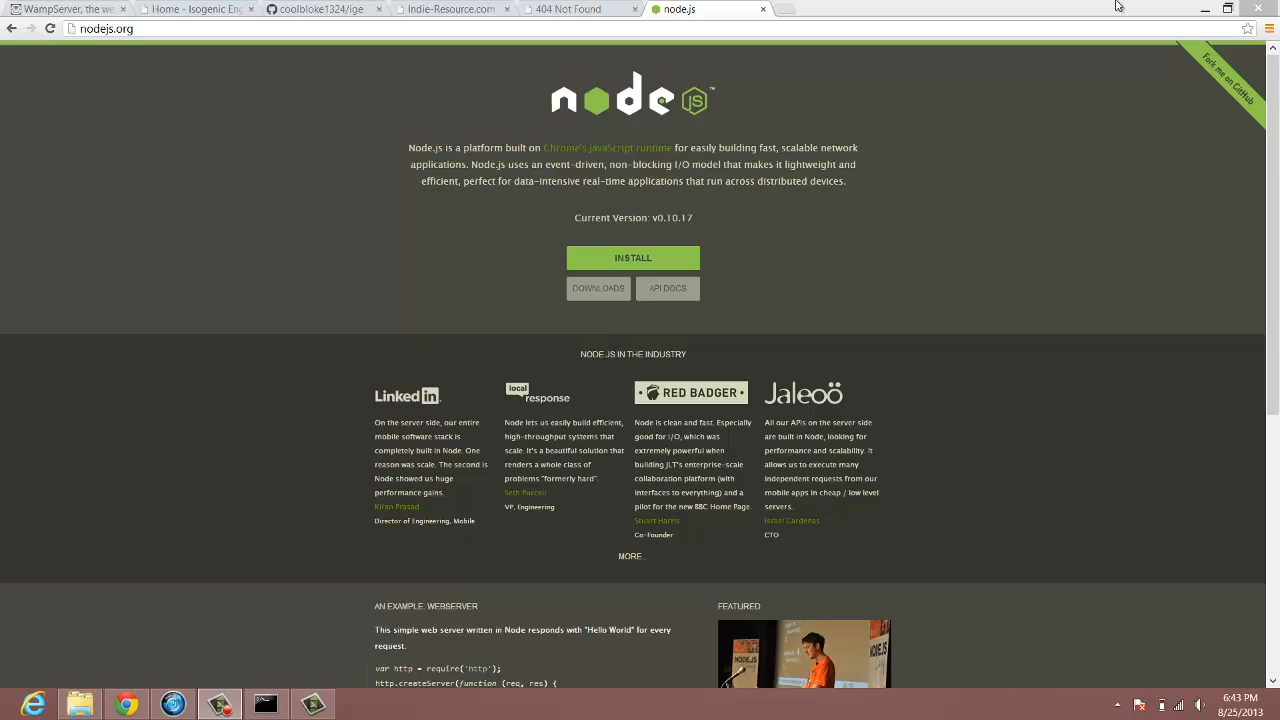 WampServer, the we
Node.js - Isogenic Eng
coolbloke1324/ige
Indie-Resource.com
404 Not Found
node.js
nodejs.org
Fork me on GitHub
node JS ™
Node.js is a platform built on Chrome's JavaScript runtime for easily building fast, scalable network
applications. Node.js uses an event-driven, non-blocking I/O model that makes it lightweight and
efficient, perfect for data-intensive real-time applications that run across distributed devices.
Current Version: v0.10.17
INSTALL
DOWNLOADS
API DOCS
NODE.JS IN THE INDUSTRY
Linked in
On the server side, our entire
mobile software stack is
completely built in Node. One
reason was scale. The second is
Node showed us huge
performance gains.
Kiran Prasad
Director of Engineering, Mobile
local
response
Node lets us easily build efficient,
high-throughput systems that
scale. It's a beautiful solution that
renders a whole class of
problems "formerly hard".
Seth Purcell
VP, Engineering
• RED BADGER •
Node is clean and fast. Especially
good for I/O, which was
extremely powerful when
building JLT's enterprise-scale
collaboration platform (with
interfaces to everything) and a
pilot for the new BBC Home Page.
Stuart Harris
Co-Founder
Jaleoö
All our APIs on the server side
are built in Node, looking for
performance and scalability. It
allows us to execute many
independent requests from our
mobile apps in cheap / low level
servers.
Israel Cardenas
CTO
MORE...
AN EXAMPLE: WEBSERVER
This simple web server written in Node responds with "Hello World" for every
request.
var http = require('http');
http.createServer(function (req, res) {
FEATURED
NODE.JS
NODE.JS
6:43 PM
8/25/2013